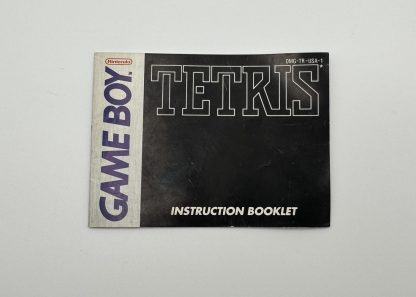 Nintendo
GAME BOY
DMG-TR-USA-1
TETRIS
INSTRUCTION BOOKLET